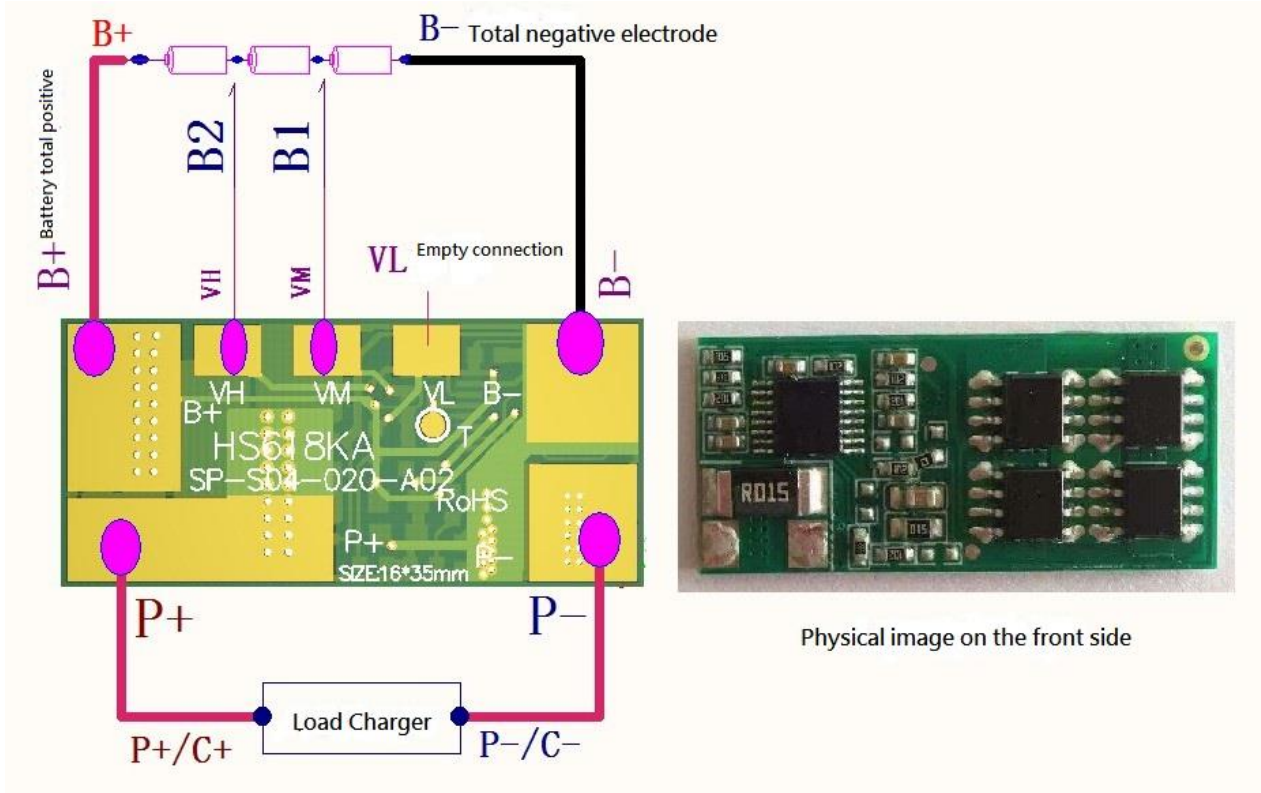 B+
B- Total negative electrode
Battery total positive
B+
B2
B1
VH
VM
VL Empty connection
B-
VH
VM
VL
B-
B+
T
HS618KA
SP-S04-020-A02
RoHS
P+
P-
SIZE:16*35mm
R015
P+
P-
Load Charger
P+/C+
P-/C-
Physical image on the front side